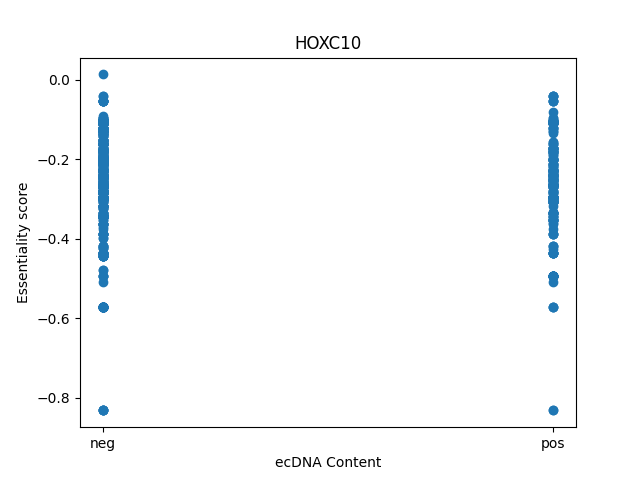 HOXC10
Essentiality score
0.0
−0.2
−0.4
−0.6
−0.8
neg
pos
ecDNA Content